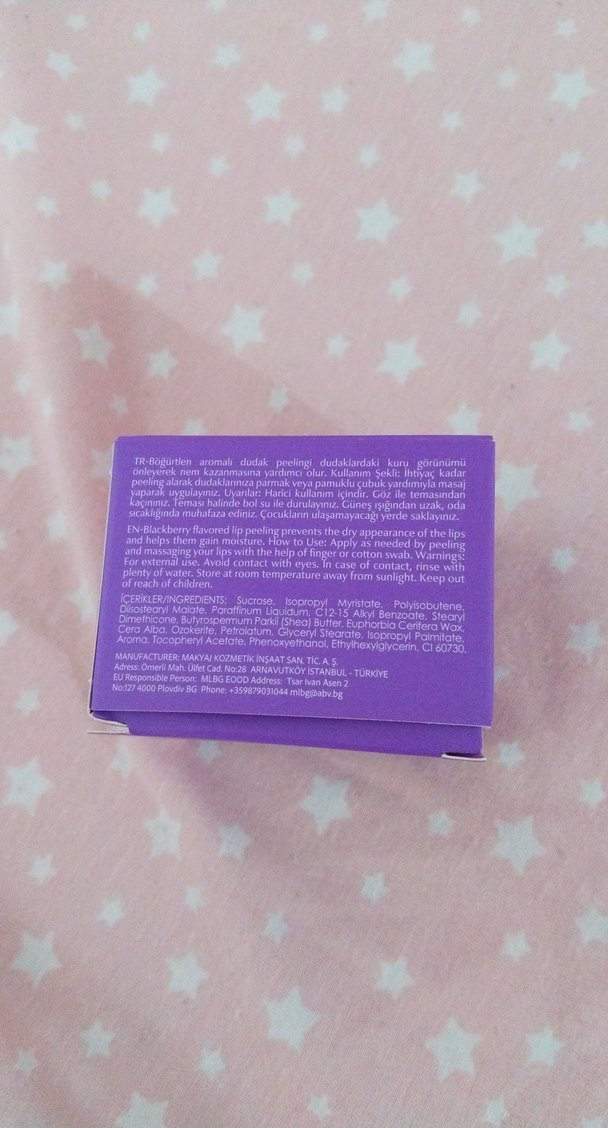 TR-Böğürtlen aromalı dudak peelingi dudaklardaki kuru görünümü
önleyerek nem kazanmasına yardımcı olur. Kullanım Şekli: İhtiyaç kadar
peeling alarak dudaklarınıza parmak veya pamuklu çubuk yardımıyla masaj
yaparak uygulayınız. Uyarılar: Harici kullanım içindir. Göz ile temasından
kaçınınız. Teması halinde bol su ile durulayınız. Güneş ışığından uzak, oda
sıcaklığında muhafaza ediniz. Çocukların ulaşamayacağı yerde saklayınız.
EN-Blackberry flavored lip peeling prevents the dry appearance of the lips
and helps them gain moisture. How to Use: Apply as needed by peeling
and massaging your lips with the help of finger or cotton swab. Warnings:
For external use. Avoid contact with eyes. In case of contact, rinse with
plenty of water. Store at room temperature away from sunlight. Keep out
of reach of children.
İÇERİKLER/INGREDIENTS; Sucrose, Isopropyl Myristate, Polyisobutene,
Diisostearyl Malate, Paraffinum Liquidum, C12-15 Alkyl Benzoate, Stearyl
Dimethicone, Butyrospermum Parkii (Shea) Butter, Euphorbia Cerifera Wax,
Cera Alba, Ozokerite, Petrolatum, Glyceryl Stearate, Isopropyl Palmitate,
Aroma, Tocopheryl Acetate, Phenoxyethanol, Ethylhexylglycerin, CI 60730.
MANUFACTURER: MAKYAJ KOZMETİK İNŞAAT SAN. TİC. A. Ş.
Adress: Ömerli Mah. Ülfet Cad. No:28 ARNAVUTKÖY İSTANBUL - TÜRKİYE
EU Responsible Person: MLBG EOOD Address: Tsar Ivan Asen 2
No:127 4000 Plovdiv BG Phone: +359879031044 mlbg@abv.bg